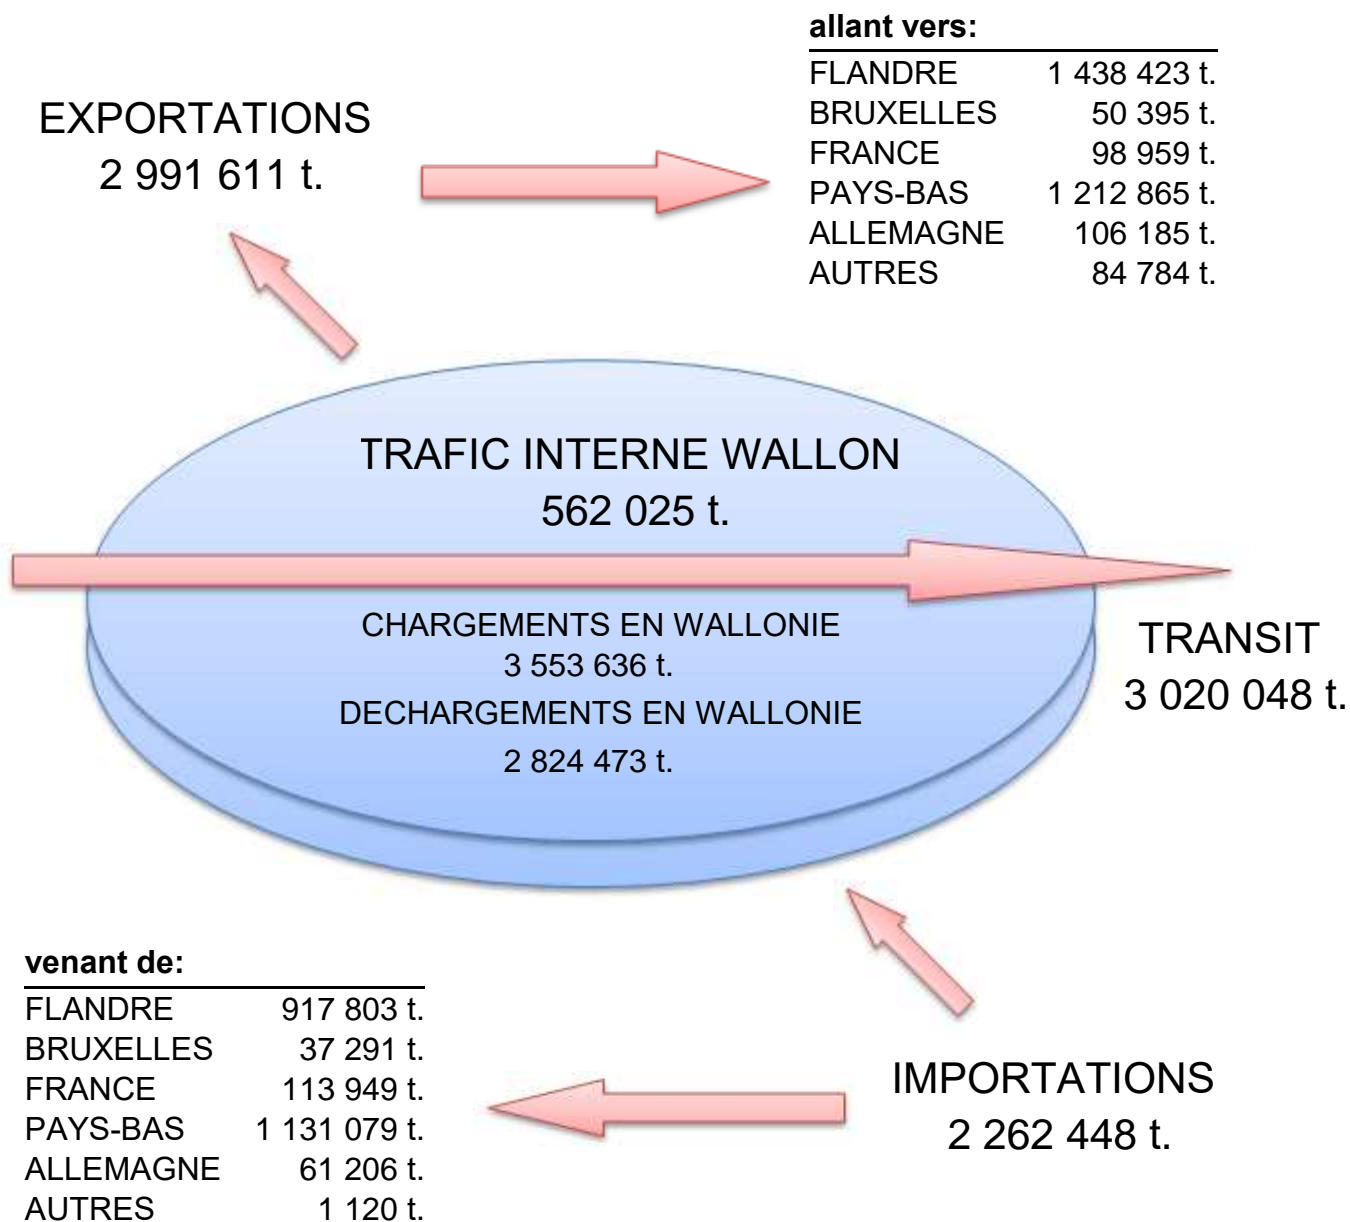 allant vers:
FLANDRE 1 438 423 t.
BRUXELLES 50 395 t.
FRANCE 98 959 t.
PAYS-BAS 1 212 865 t.
ALLEMAGNE 106 185 t.
AUTRES 84 784 t.
EXPORTATIONS
2 991 611 t.
TRAFIC INTERNE WALLON
562 025 t.
CHARGEMENTS EN WALLONIE
3 553 636 t.
DECHARGEMENTS EN WALLONIE
2 824 473 t.
TRANSIT
3 020 048 t.
venant de:
FLANDRE 917 803 t.
BRUXELLES 37 291 t.
FRANCE 113 949 t.
PAYS-BAS 1 131 079 t.
ALLEMAGNE 61 206 t.
AUTRES 1 120 t.
IMPORTATIONS
2 262 448 t.